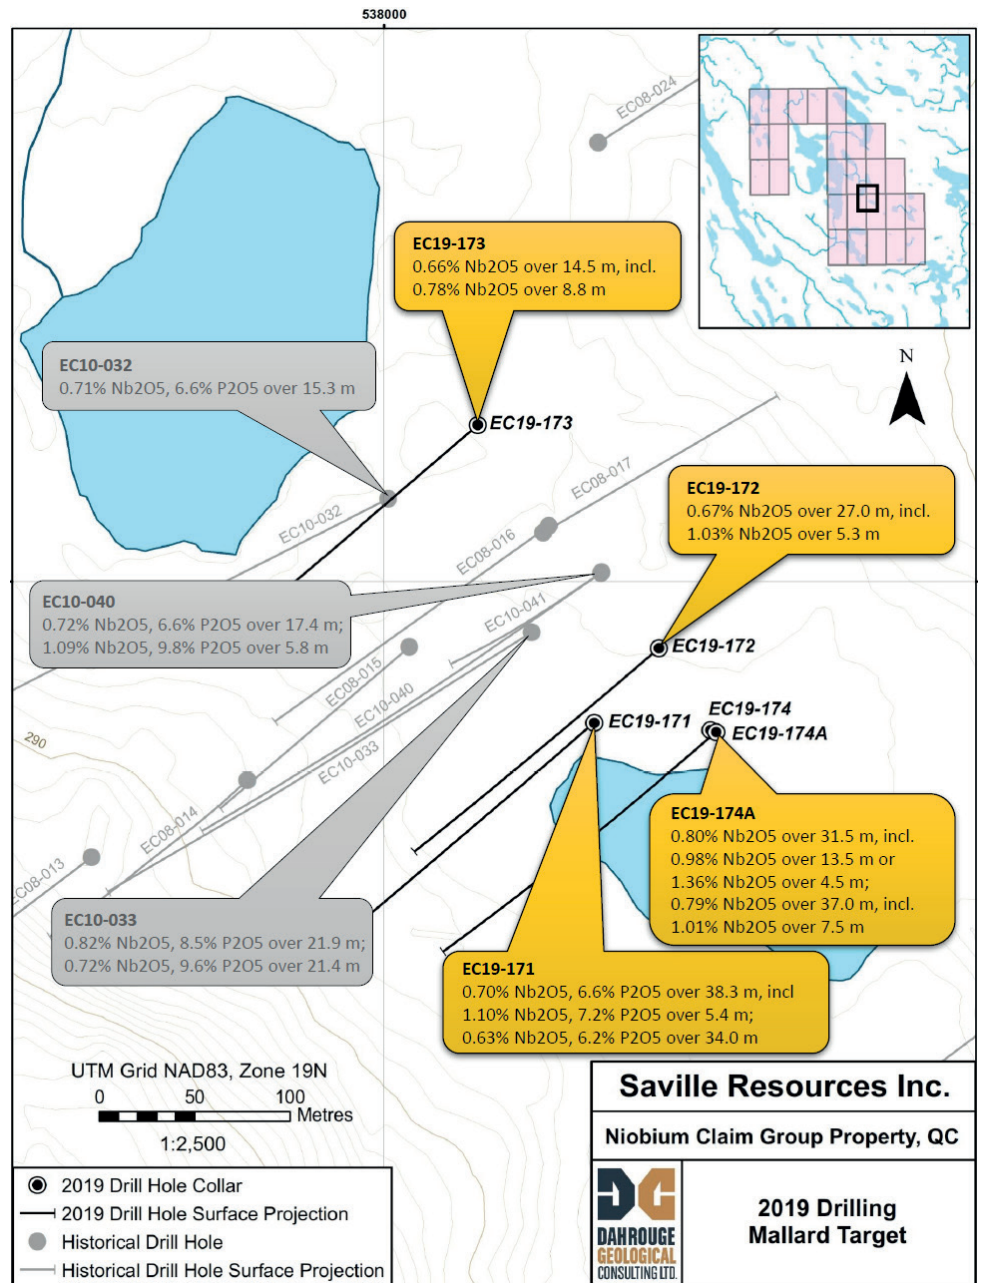 538000
EC08-024
EC19-173
0.66% Nb2O5 over 14.5 m, incl.
0.78% Nb2O5 over 8.8 m
N
EC10-032
0.71% Nb2O5, 6.6% P2O5 over 15.3 m
EC19-173
EC08-017
EC19-172
0.67% Nb2O5 over 27.0 m, incl.
1.03% Nb2O5 over 5.3 m
EC10-032
EC08-016
EC10-040
0.72% Nb2O5, 6.6% P2O5 over 17.4 m;
1.09% Nb2O5, 9.8% P2O5 over 5.8 m
EC10-041
EC19-172
EC08-015
EC10-040
EC19-174
EC19-171
EC19-174A
290
EC10-033
EC08-014
EC19-174A
0.80% Nb2O5 over 31.5 m, incl.
0.98% Nb2O5 over 13.5 m or
1.36% Nb2O5 over 4.5 m;
0.79% Nb2O5 over 37.0 m, incl.
1.01% Nb2O5 over 7.5 m
EC08-013
EC10-033
0.82% Nb2O5, 8.5% P2O5 over 21.9 m;
0.72% Nb2O5, 9.6% P2O5 over 21.4 m
EC19-171
0.70% Nb2O5, 6.6% P2O5 over 38.3 m, incl
1.10% Nb2O5, 7.2% P2O5 over 5.4 m;
0.63% Nb2O5, 6.2% P2O5 over 34.0 m
UTM Grid NAD83, Zone 19N
0 50 100
Metres
1:2,500
2019 Drill Hole Collar
2019 Drill Hole Surface Projection
Historical Drill Hole
Historical Drill Hole Surface Projection
Saville Resources Inc.
Niobium Claim Group Property, QC
DAHROUGE
GEOLOGICAL
CONSULTING LTD.
2019 Drilling
Mallard Target